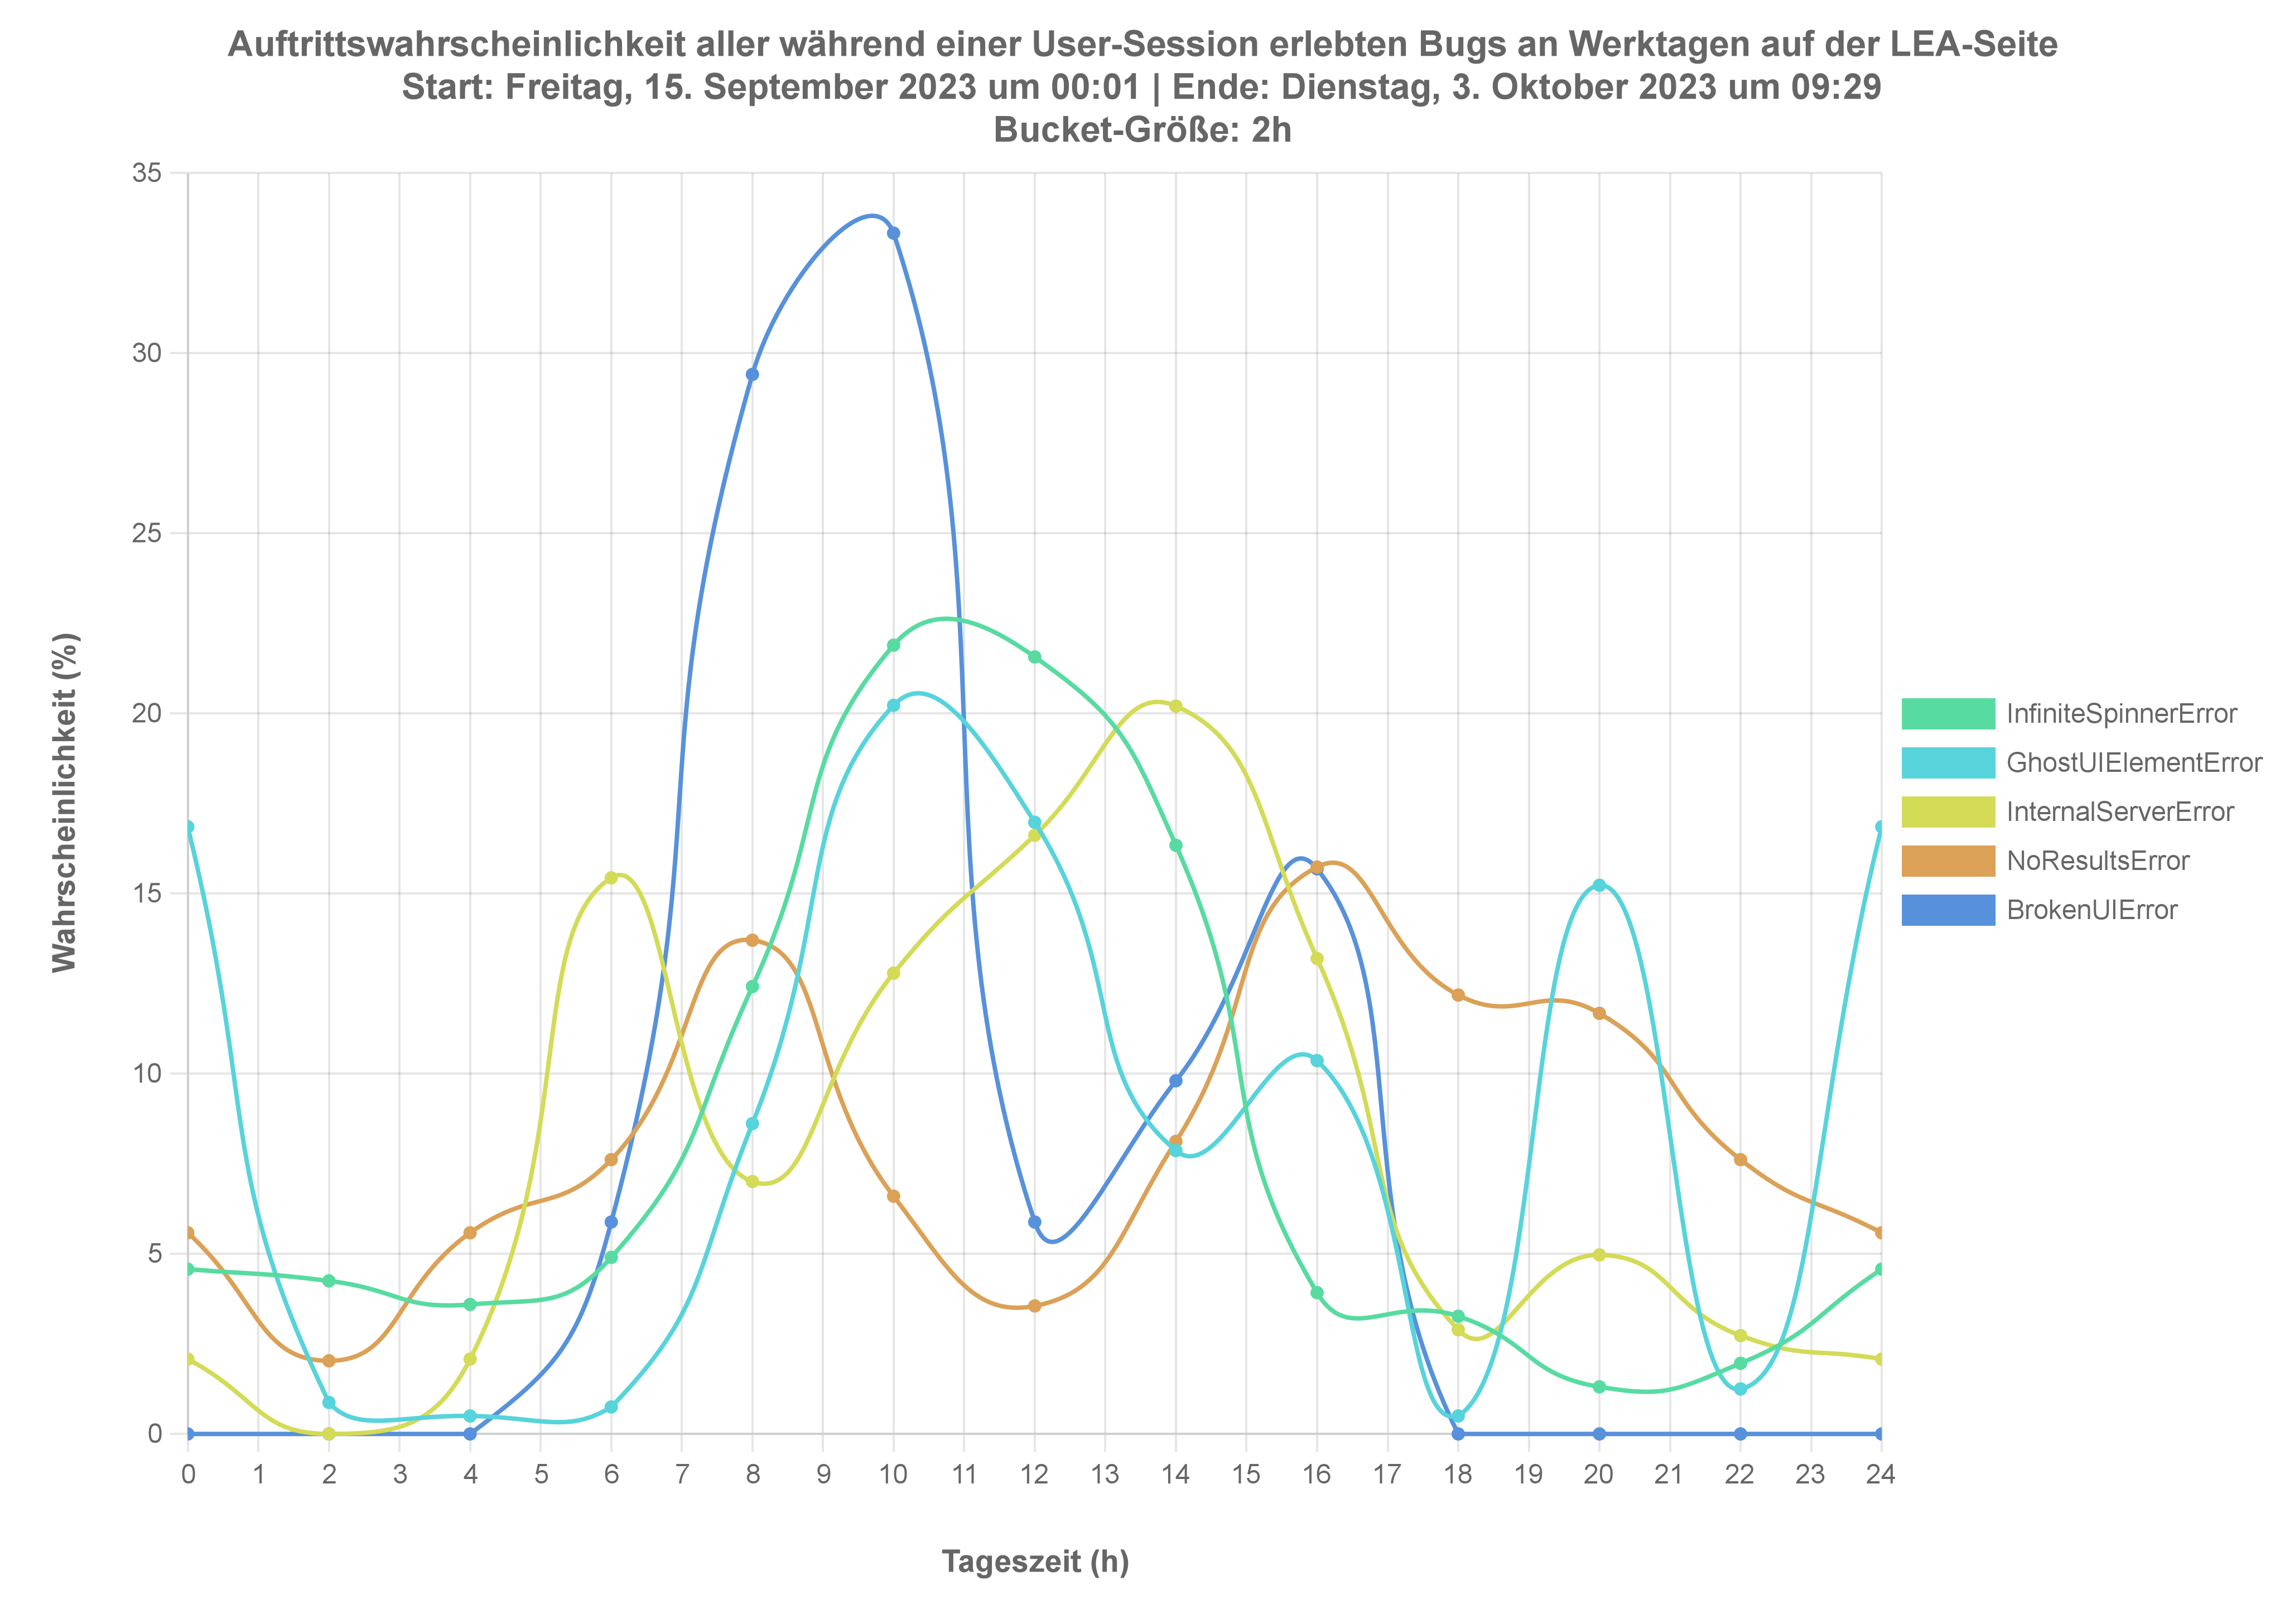 Auftrittswahrscheinlichkeit aller während einer User-Session erlebten Bugs an Werktagen auf der LEA-Seite
Start: Freitag, 15. September 2023 um 00:01 | Ende: Dienstag, 3. Oktober 2023 um 09:29
Bucket-Größe: 2h
35
30
25
20
15
10
5
0
Wahrscheinlichkeit (%)
0 1 2 3 4 5 6 7 8 9 10 11 12 13 14 15 16 17 18 19 20 21 22 23 24
Tageszeit (h)
InfiniteSpinnerError
GhostUIElementError
InternalServerError
NoResultsError
BrokenUIError